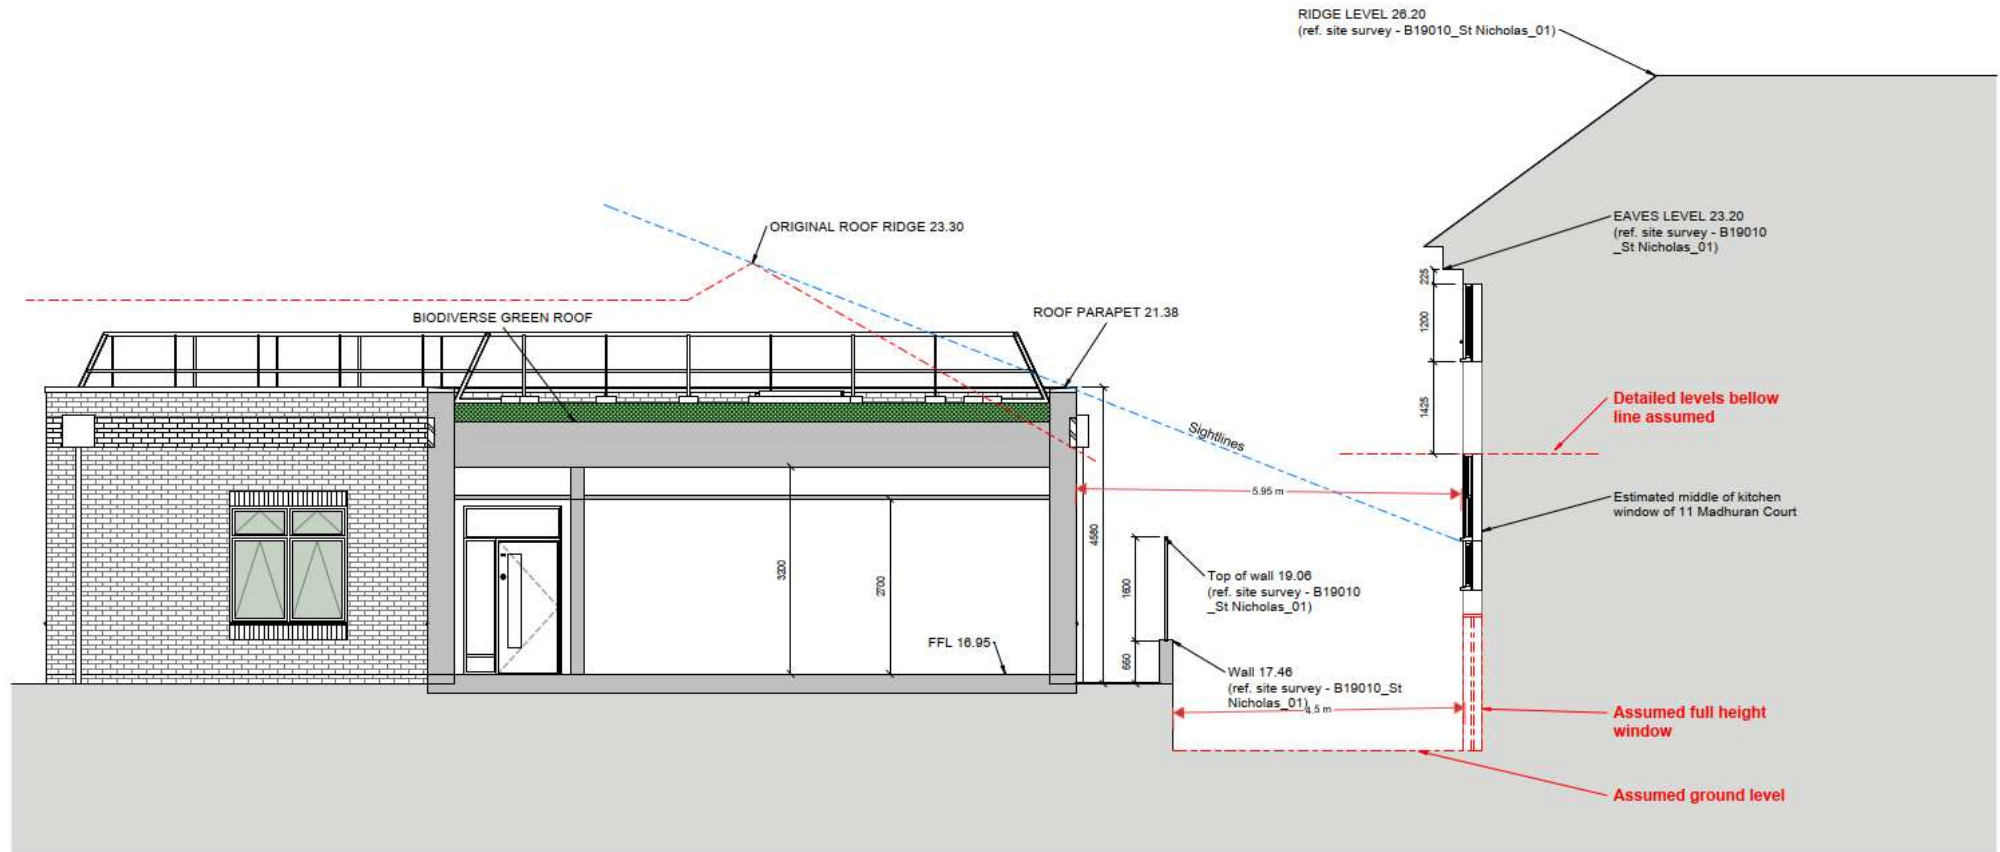 RIDGE LEVEL 26.20
(ref. site survey - B19010_St Nicholas_01)
ORIGINAL ROOF RIDGE 23.30
EAVES LEVEL 23.20
(ref. site survey - B19010
_St Nicholas_01)
225
1200
BIODIVERSE GREEN ROOF
ROOF PARAPET 21.38
1425
Detailed levels bellow
line assumed
Sightlines
5.95 m
Estimated middle of kitchen
window of 11 Madhuran Court
4580
3200
2700
1600
Top of wall 19.06
(ref. site survey - B19010
_St Nicholas_01)
FFL 16.95
660
Wall 17.46
(ref. site survey - B19010_St
Nicholas_01)
4.5 m
Assumed full height
window
Assumed ground level